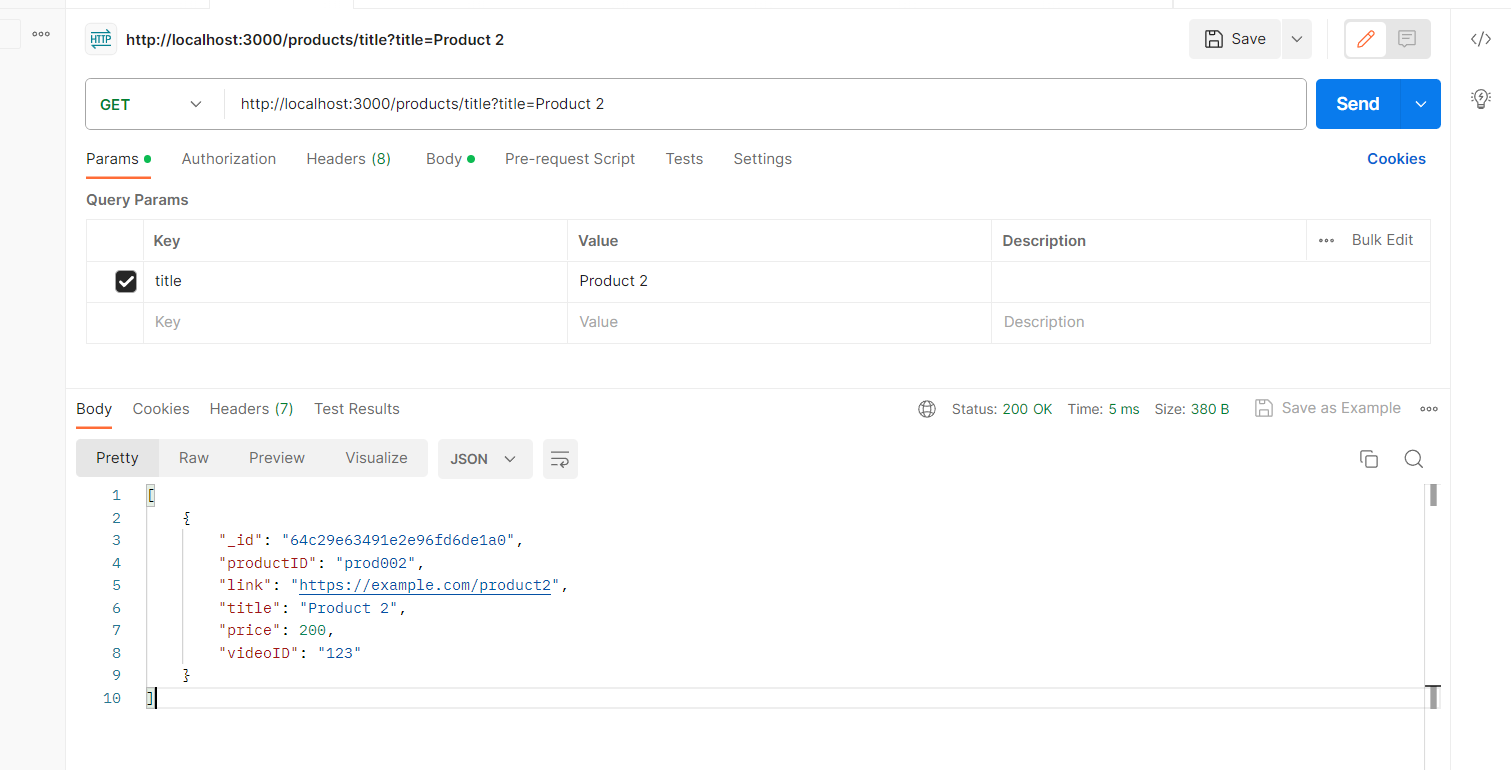 HTTP http://localhost:3000/products/title?title=Product 2 Save
GET http://localhost:3000/products/title?title=Product 2 Send
Params Authorization Headers (8) Body Pre-request Script Tests Settings Cookies
Query Params
Key Value Description Bulk Edit
title Product 2
Key Value Description
Body Cookies Headers (7) Test Results Status: 200 OK Time: 5 ms Size: 380 B Save as Example
Pretty Raw Preview Visualize JSON
1 [
2 {
3 "_id": "64c29e63491e2e96fd6de1a0",
4 "productID": "prod002",
5 "link": "https://example.com/product2",
6 "title": "Product 2",
7 "price": 200,
8 "videoID": "123"
9 }
10 ]